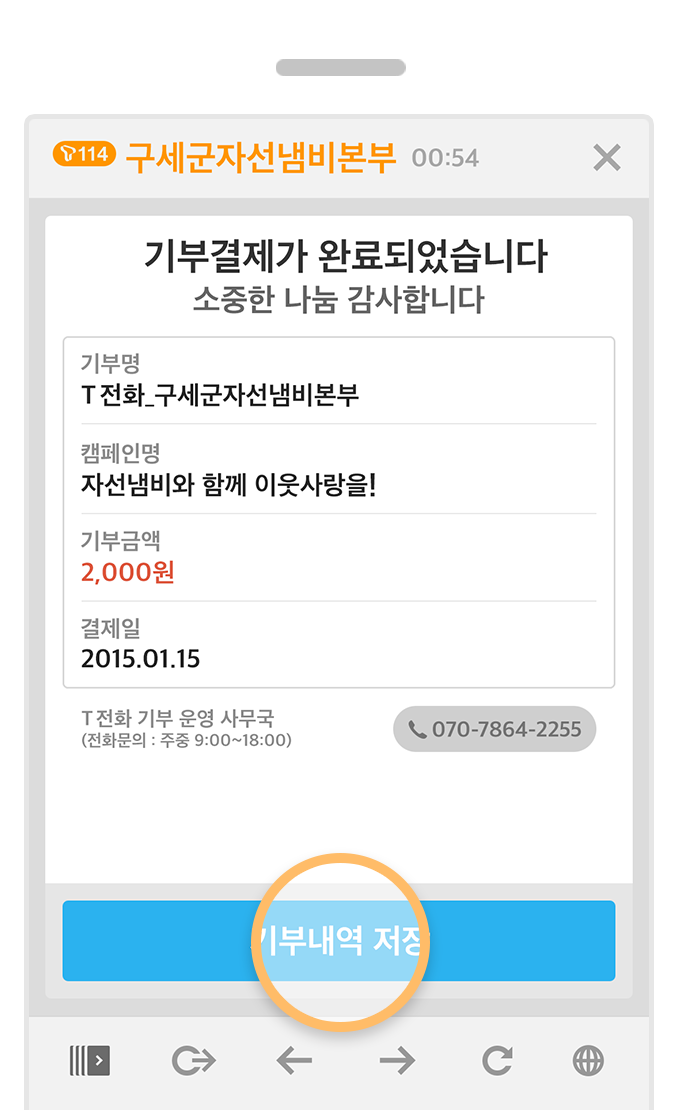 114 구세군자선냄비본부 00:54
기부결제가 완료되었습니다
소중한 나눔 감사합니다
기부명
T 전화_구세군자선냄비본부
캠페인명
자선냄비와 함께 이웃사랑을!
기부금액
2,000원
결제일
2015.01.15
T 전화 기부 운영 사무국
(전화문의 : 주중 9:00~18:00)
070-7864-2255
기부내역 저장